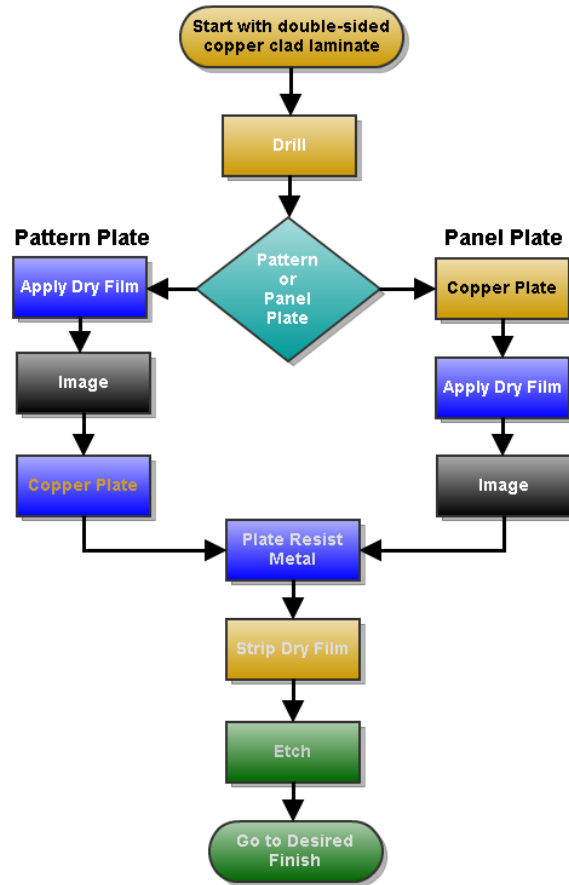 Start with double-sided
copper clad laminate
Drill
Pattern
or
Panel
Plate
Pattern Plate
Apply Dry Film
Image
Copper Plate
Panel Plate
Copper Plate
Apply Dry Film
Image
Plate Resist
Metal
Strip Dry Film
Etch
Go to Desired
Finish